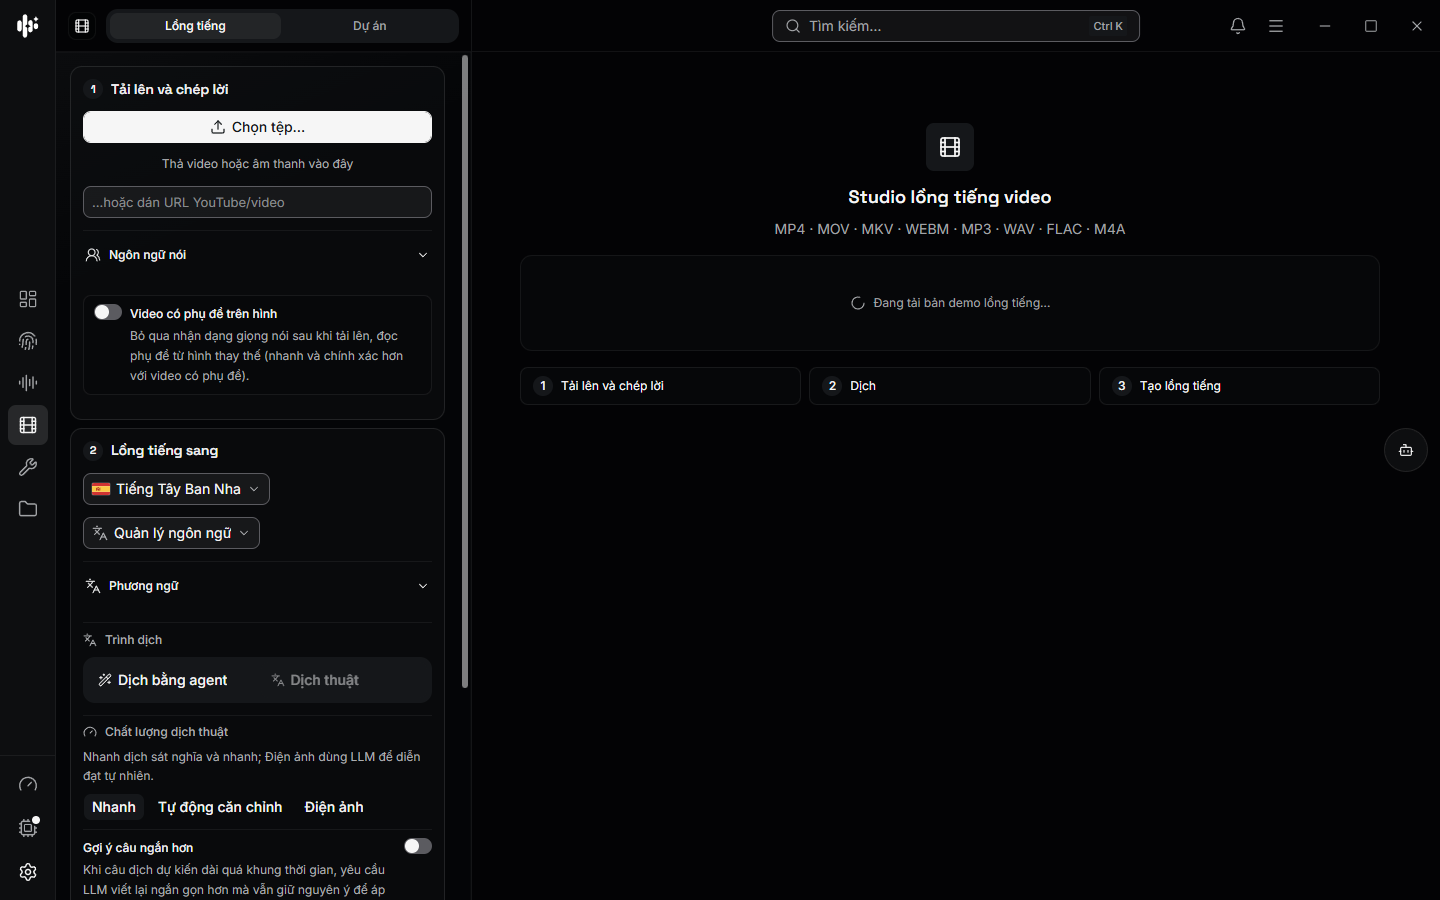 Lồng tiếng
Dự án
Tìm kiếm...
Ctrl K
1 Tải lên và chép lời
Chọn tệp...
Thả video hoặc âm thanh vào đây
...hoặc dán URL YouTube/video
Ngôn ngữ nói
Video có phụ đề trên hình
Bỏ qua nhận dạng giọng nói sau khi tải lên, đọc
phụ đề từ hình thay thế (nhanh và chính xác hơn
với video có phụ đề).
2 Lồng tiếng sang
Tiếng Tây Ban Nha
Quản lý ngôn ngữ
Phương ngữ
Trình dịch
Dịch bằng agent
Dịch thuật
Chất lượng dịch thuật
Nhanh dịch sát nghĩa và nhanh; Điện ảnh dùng LLM để diễn
đạt tự nhiên.
Nhanh
Tự động căn chỉnh
Điện ảnh
Gợi ý câu ngắn hơn
Khi câu dịch dự kiến dài quá khung thời gian, yêu cầu
LLM viết lại ngắn gọn hơn mà vẫn giữ nguyên ý để áp
Studio lồng tiếng video
MP4 · MOV · MKV · WEBM · MP3 · WAV · FLAC · M4A
Đang tải bản demo lồng tiếng...
1 Tải lên và chép lời
2 Dịch
3 Tạo lồng tiếng